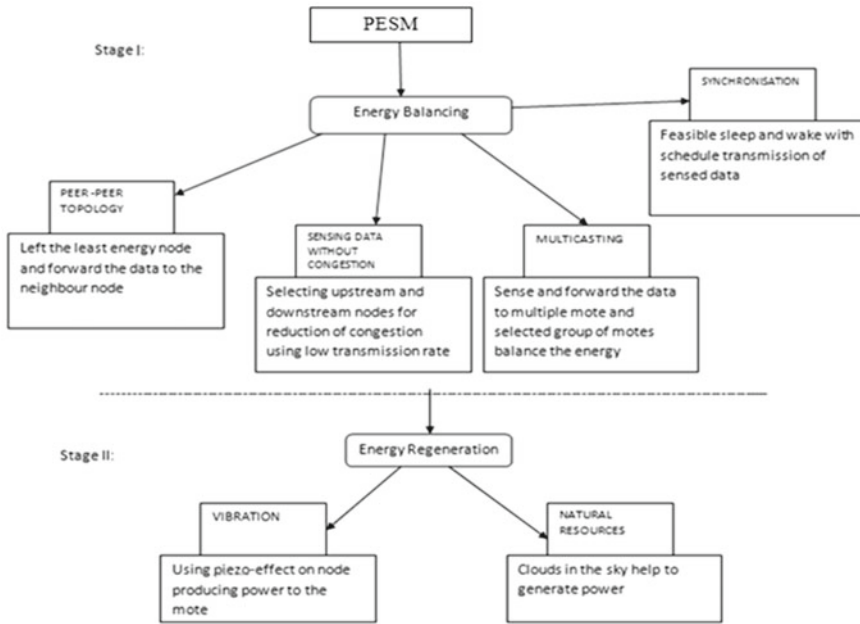 PESM
Stage I:
Energy Balancing
SYNCHRONISATION
Feasible sleep and wake with
schedule transmission of
sensed data
PEER -PEER
TOPOLOGY
Left the least energy node
and forward the data to the
neighbour node
SENSING DATA
WITHOUT
CONGESTION
Selecting upstream and
downstream nodes for
reduction of congestion
using low transmission rate
MULTICASTING
Sense and forward the data
to multiple mote and
selected group of motes
balance the energy
Stage II:
Energy Regeneration
VIBRATION
Using piezo-effect on node
producing power to the
mote
NATURAL
RESOURCES
Clouds in the sky help to
generate power